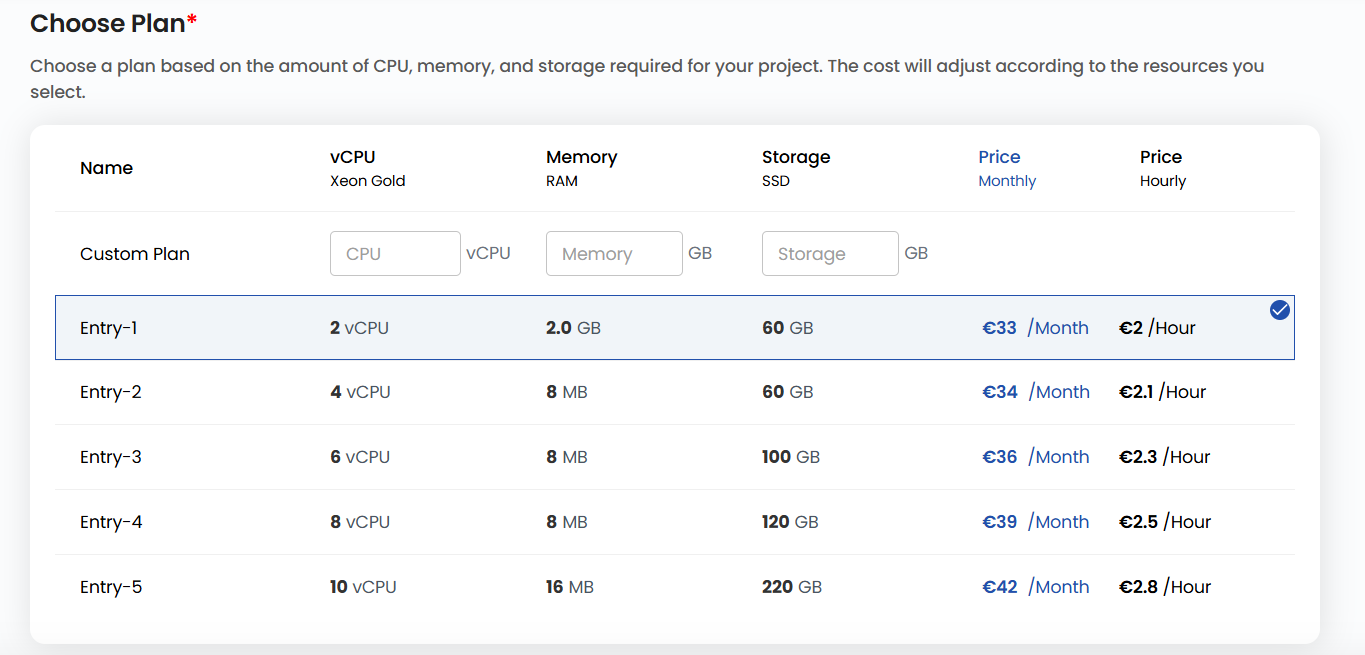 Choose Plan*
Choose a plan based on the amount of CPU, memory, and storage required for your project. The cost will adjust according to the resources you
select.
Name vCPU Memory Storage Price Price
Xeon Gold RAM SSD Monthly Hourly
Custom Plan CPU vCPU Memory GB Storage GB
Entry-1 2 vCPU 2.0 GB 60 GB €33 /Month €2 /Hour
Entry-2 4 vCPU 8 MB 60 GB €34 /Month €2.1 /Hour
Entry-3 6 vCPU 8 MB 100 GB €36 /Month €2.3 /Hour
Entry-4 8 vCPU 8 MB 120 GB €39 /Month €2.5 /Hour
Entry-5 10 vCPU 16 MB 220 GB €42 /Month €2.8 /Hour